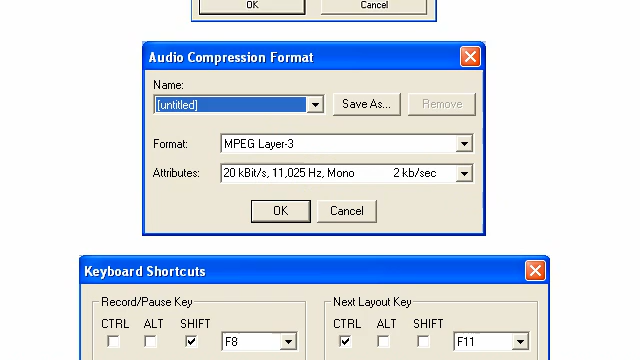 OK Cancel
Audio Compression Format
Name:
[untitled] Save As... Remove
Format: MPEG Layer-3
Attributes: 20 kBit/s, 11,025 Hz, Mono 2 kb/sec
OK Cancel
Keyboard Shortcuts
Record/Pause Key Next Layout Key
CTRL ALT SHIFT CTRL ALT SHIFT
F8 F11